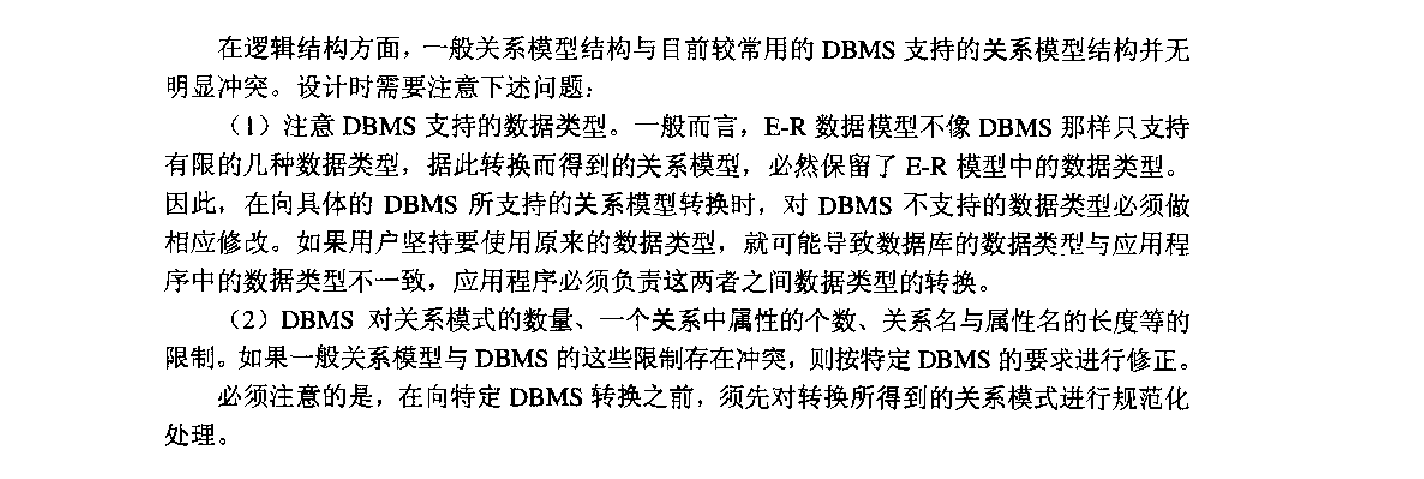 在逻辑结构方面，一般关系模型结构与目前较常用的 DBMS 支持的关系模型结构并无
明显冲突。设计时需要注意下述问题：
（1）注意 DBMS 支持的数据类型。一般而言，E-R 数据模型不像 DBMS 那样只支持
有限的几种数据类型，据此转换而得到的关系模型，必然保留了 E-R 模型中的数据类型。
因此，在向具体的 DBMS 所支持的关系模型转换时，对 DBMS 不支持的数据类型必须做
相应修改。如果用户坚持要使用原来的数据类型，就可能导致数据库的数据类型与应用程
序中的数据类型不一致，应用程序必须负责这两者之间数据类型的转换。
（2）DBMS 对关系模式的数量、一个关系中属性的个数、关系名与属性名的长度等的
限制。如果一般关系模型与 DBMS 的这些限制存在冲突，则按特定 DBMS 的要求进行修正。
必须注意的是，在向特定 DBMS 转换之前，须先对转换所得到的关系模式进行规范化
处理。